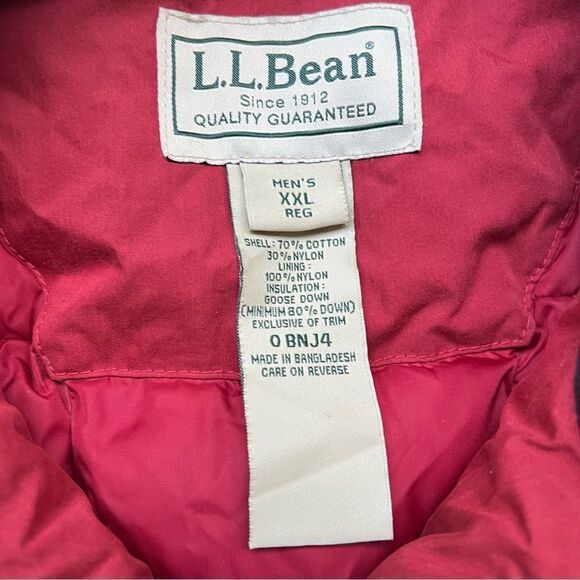 L.L.Bean®
Since 1912
QUALITY GUARANTEED
MEN'S
XXL
REG
SHELL: 70% COTTON
30% NYLON
LINING:
100% NYLON
INSULATION:
GOOSE DOWN
(MINIMUM 80% DOWN)
EXCLUSIVE OF TRIM
0 BNJ4
MADE IN BANGLADESH
CARE ON REVERSE